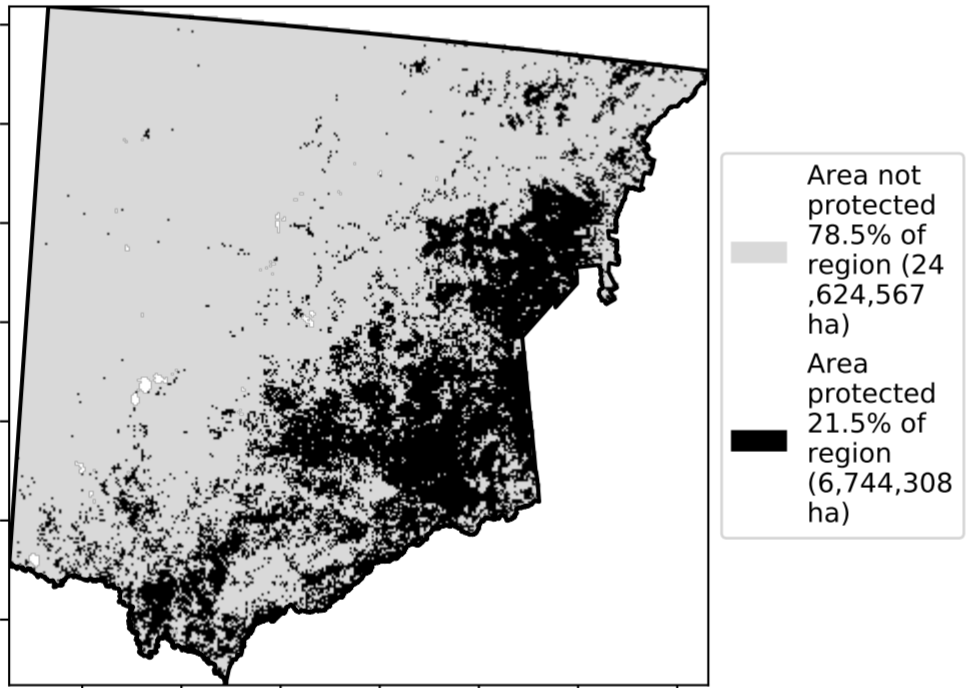 Area not
protected
78.5% of
region (24
,624,567
ha)
Area
protected
21.5% of
region
(6,744,308
ha)